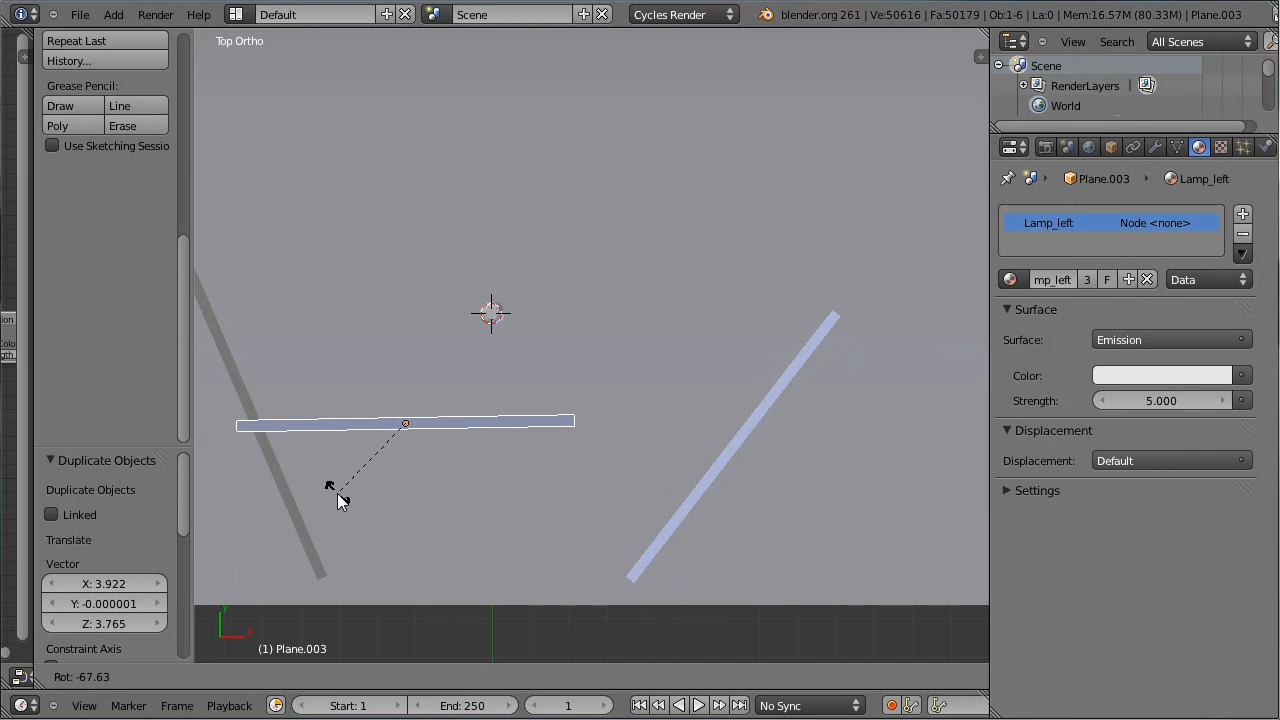 File Add Render Help Default Scene Cycles Render blender.org 261 | Ve:50616 | Fa:50179 | Ob:1-6 | La:0 | Mem:16.57M (80.33M) | Plane.003
Repeat Last
History...
Grease Pencil:
Draw Line
Poly Erase
Use Sketching Sessio
Duplicate Objects
Duplicate Objects
Linked
Translate
Vector
X: 3.922
Y: -0.000001
Z: 3.765
Constraint Axis
Top Ortho
y
x
(1) Plane.003
Rot: -67.63
View Marker Frame Playback Start: 1 End: 250 1 No Sync
View Search All Scenes
Scene
RenderLayers |
World
Plane.003 Lamp_left
Lamp_left Node <none>
mp_left 3 F Data
Surface
Surface: Emission
Color:
Strength: 5.000
Displacement
Displacement: Default
Settings